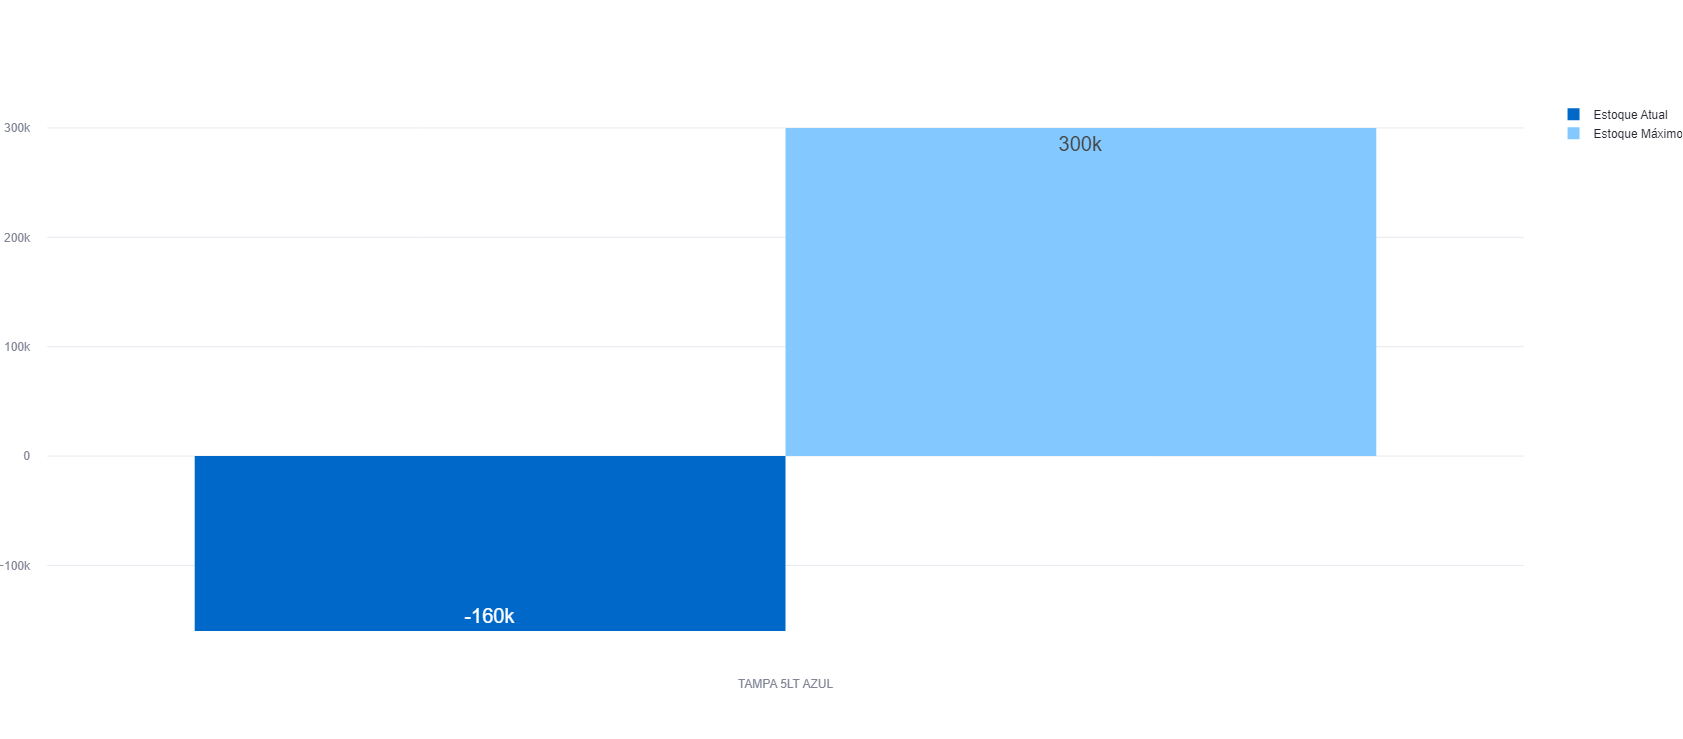 Estoque Atual
Estoque Máximo
300k
200k
100k
0
−100k
300k
-160k
TAMPA 5LT AZUL